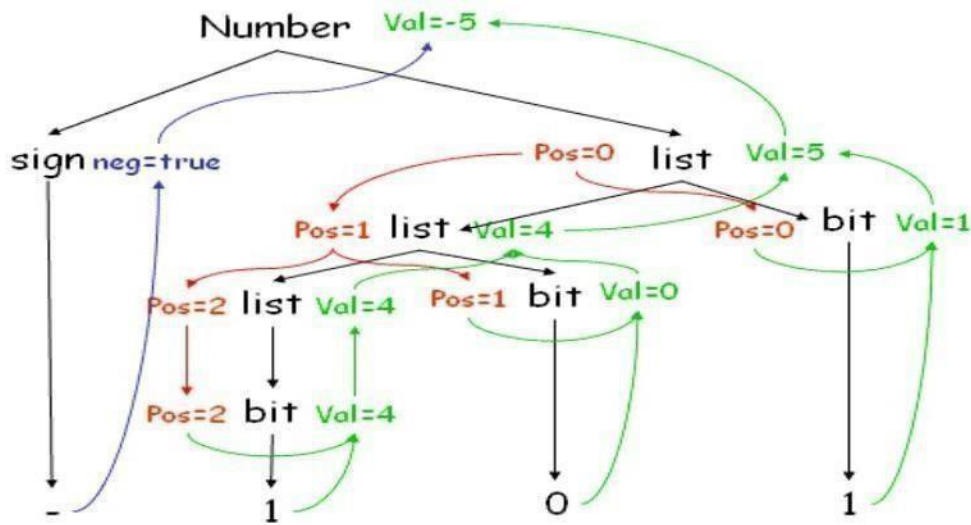 Number Val=-5
sign neg=true Pos=0 list Val=5
Pos=1 list Val=4 Pos=0 bit Val=1
Pos=2 list Val=4 Pos=1 bit Val=0
Pos=2 bit Val=4
- 1 0 1